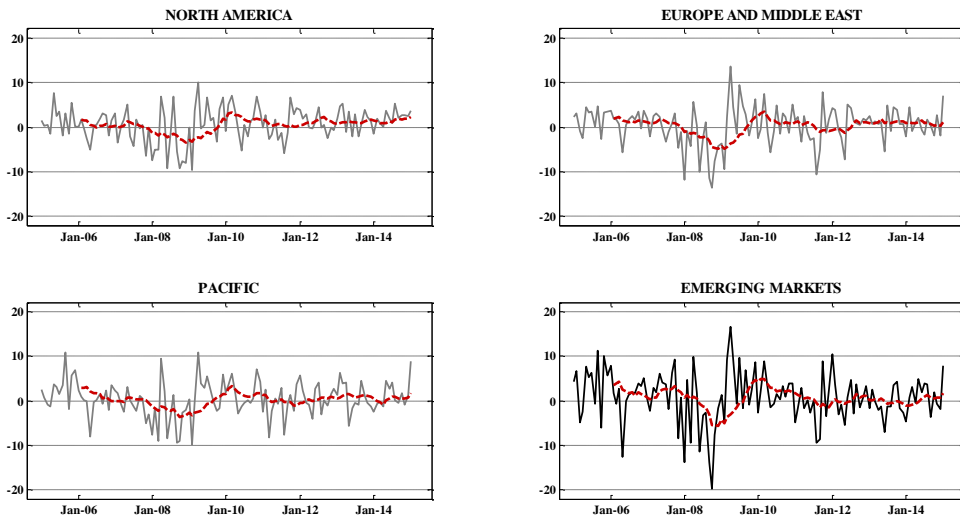 NORTH AMERICA
20
10
0
-10
-20
Jan-06 Jan-08 Jan-10 Jan-12 Jan-14
EUROPE AND MIDDLE EAST
20
10
0
-10
-20
Jan-06 Jan-08 Jan-10 Jan-12 Jan-14
PACIFIC
20
10
0
-10
-20
Jan-06 Jan-08 Jan-10 Jan-12 Jan-14
EMERGING MARKETS
20
10
0
-10
-20
Jan-06 Jan-08 Jan-10 Jan-12 Jan-14